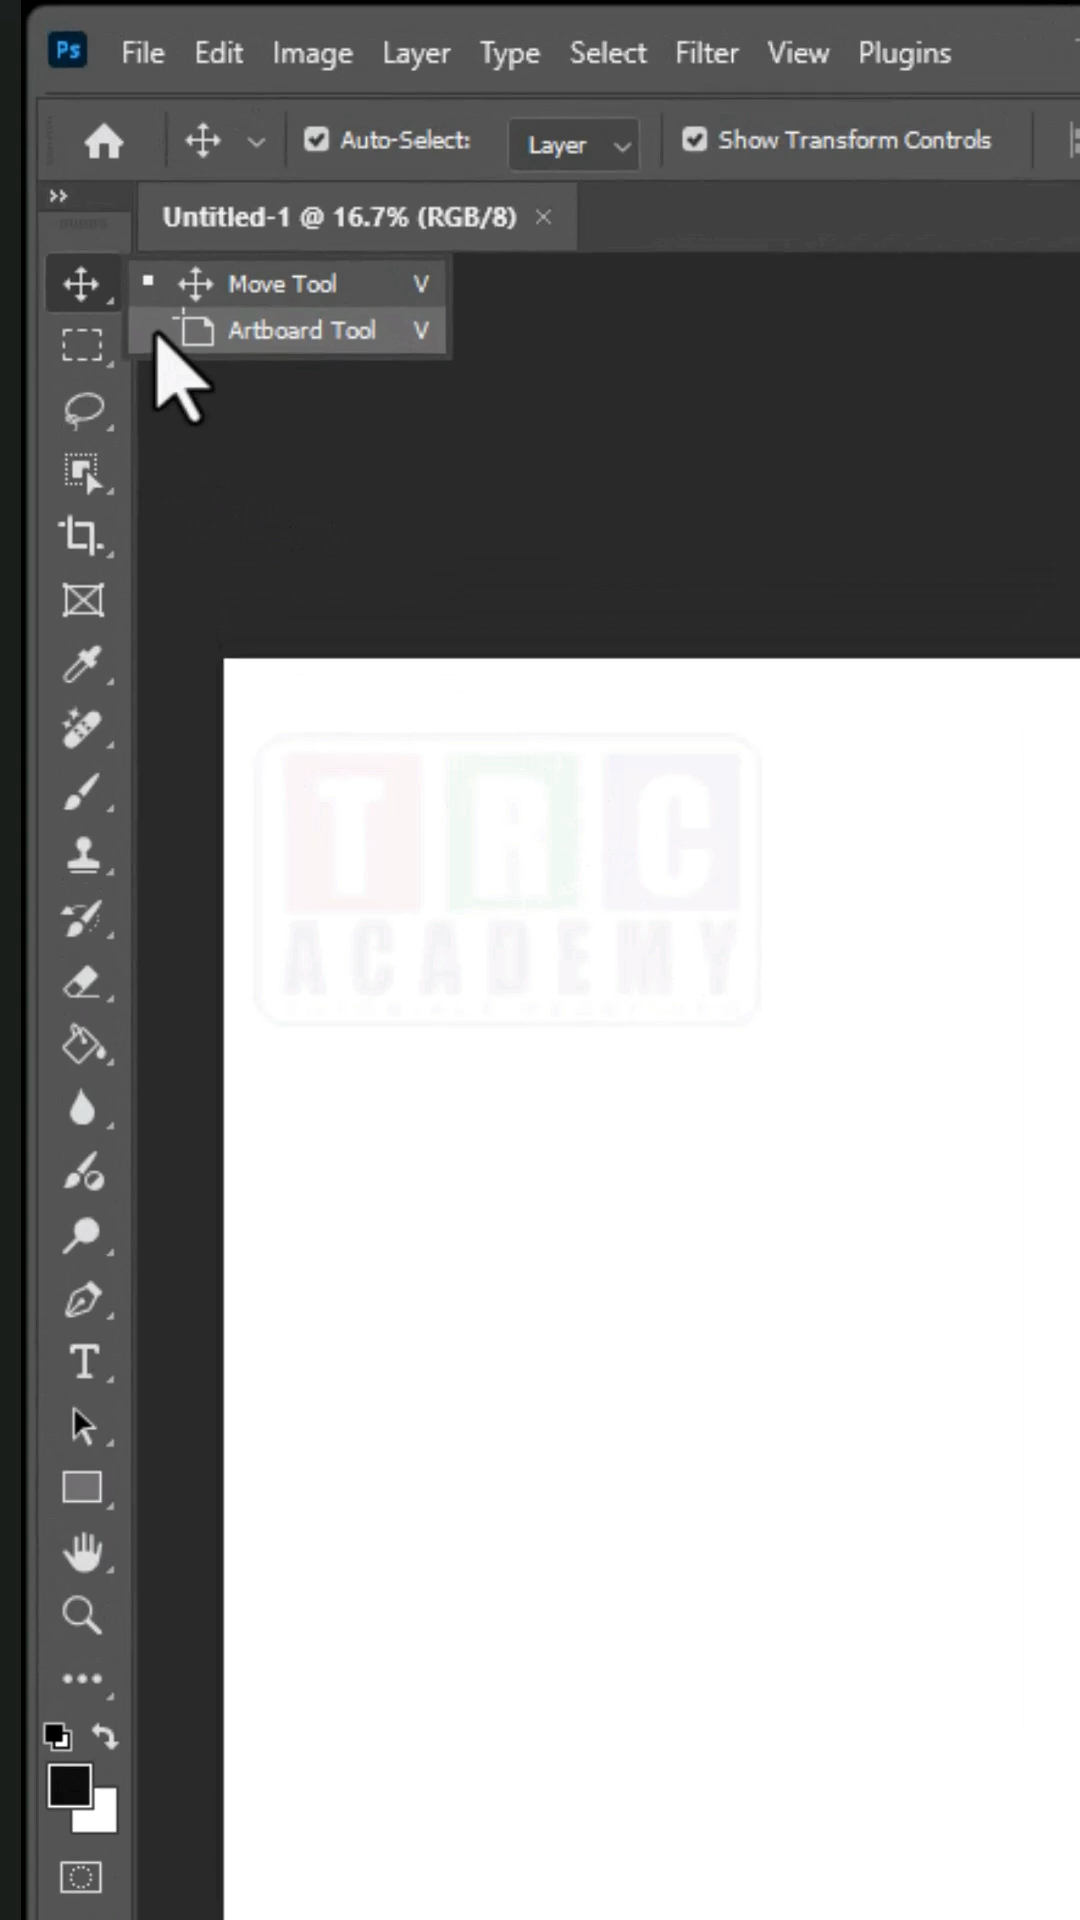 Ps File Edit Image Layer Type Select Filter View Plugins
Auto-Select: Layer Show Transform Controls
Untitled-1 @ 16.7% (RGB/8) ×
Move Tool V
Artboard Tool V
TRC
ACADEMY